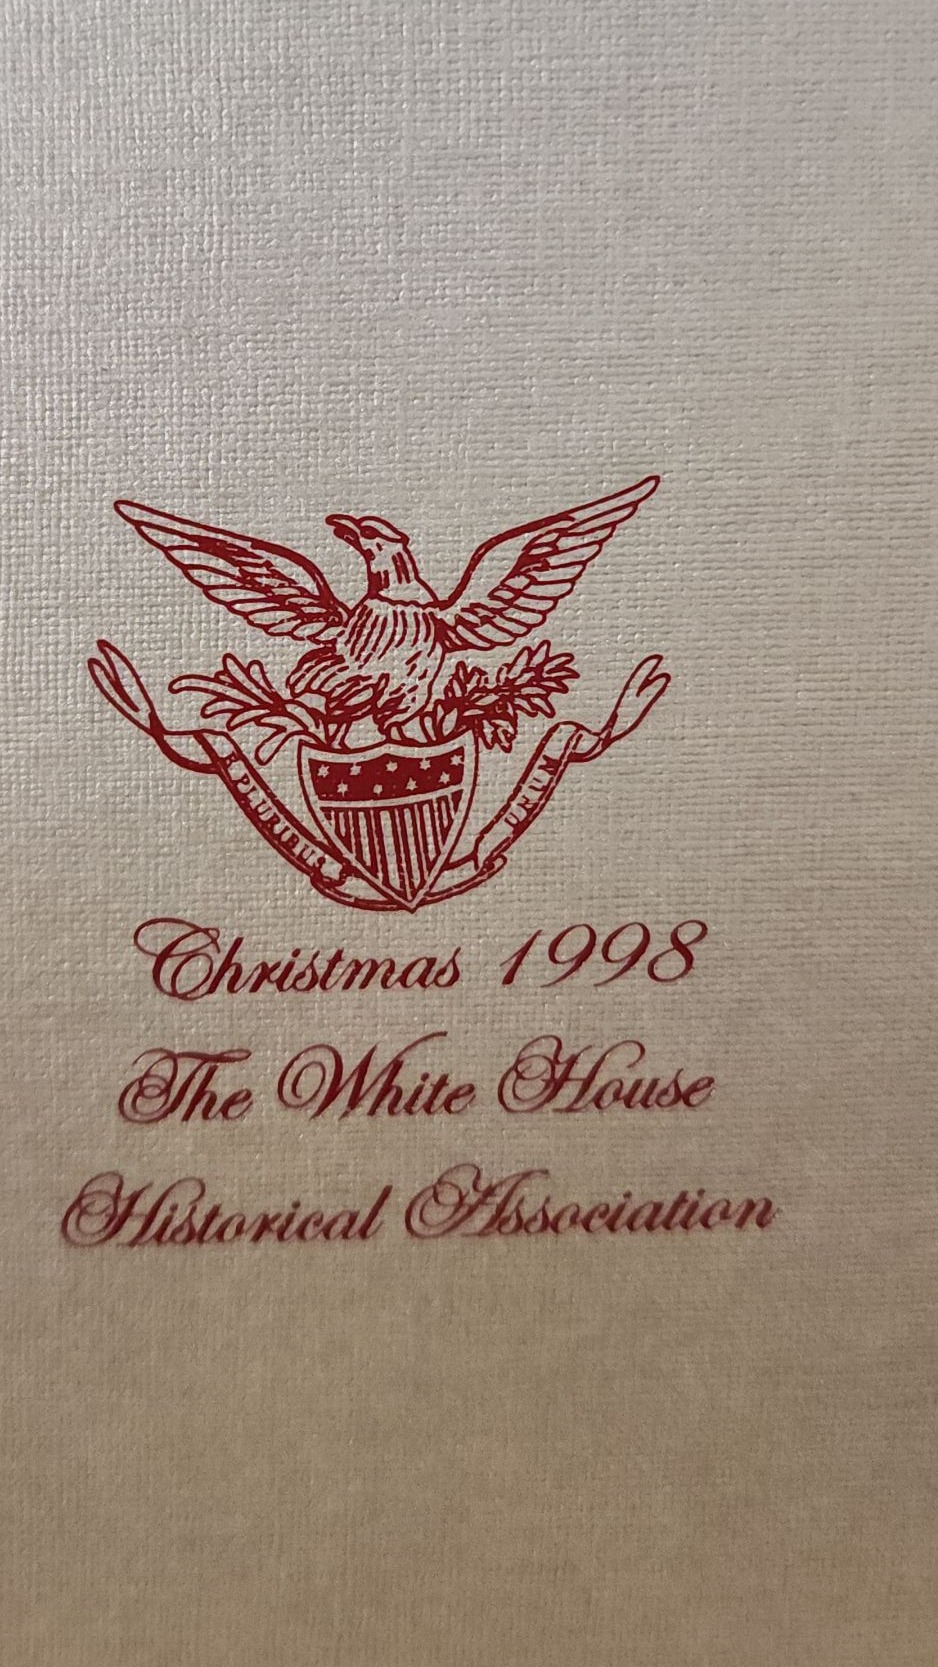 E PLURIBUS UNUM
Christmas 1998
The White House
Historical Association